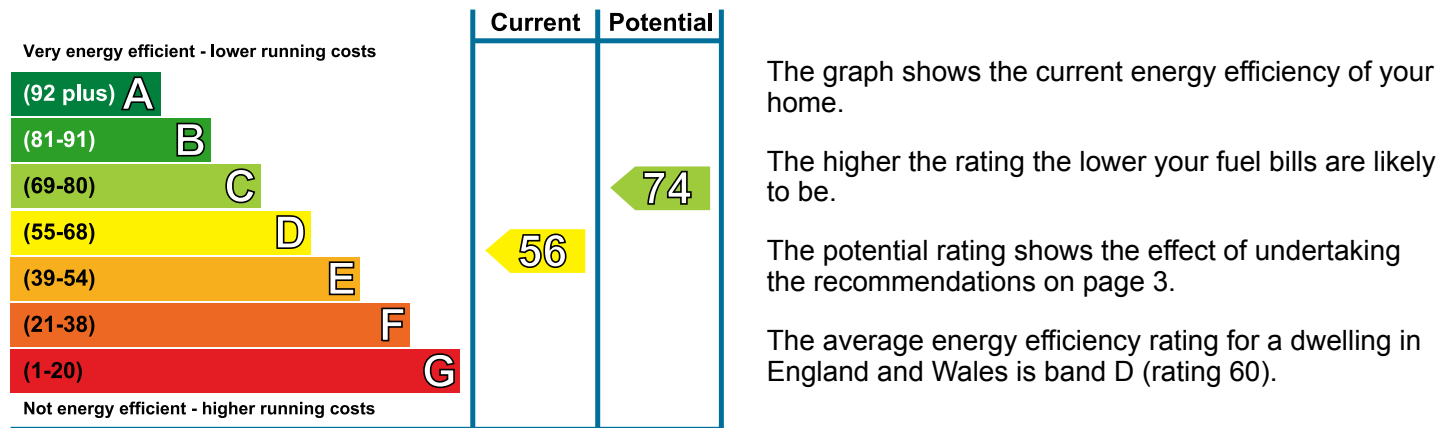 Current Potential
Very energy efficient - lower running costs
(92 plus) A
(81-91) B
(69-80) C
74
(55-68) D
56
(39-54) E
(21-38) F
(1-20) G
Not energy efficient - higher running costs
The graph shows the current energy efficiency of your
home.
The higher the rating the lower your fuel bills are likely
to be.
The potential rating shows the effect of undertaking
the recommendations on page 3.
The average energy efficiency rating for a dwelling in
England and Wales is band D (rating 60).